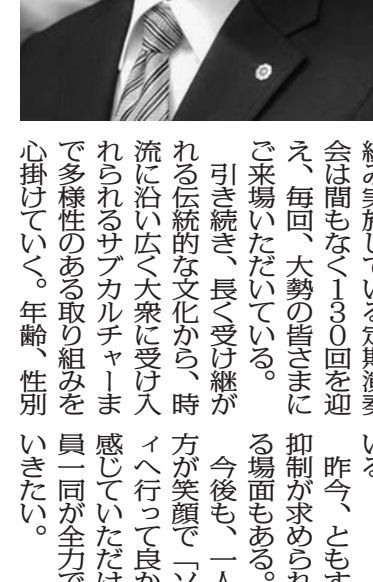 組み実施している定期演奏
会は間もなく130回を迎
え、毎回、大勢の皆さまに
ご来場いただいている。
引き続き、長く受け継が
れる伝統的な文化から、時
流に沿い広く大衆に受け入
れられるサブカルチャーま
で多様性のある取り組みを
心掛けていく。年齢、性別
いる
昨今、ともす
抑制が求められ
る場面もある。
今後も、一人
方が笑顔で「ソ
ィへ行って良か
感じていただけ
員一同が全力で
いきたい。